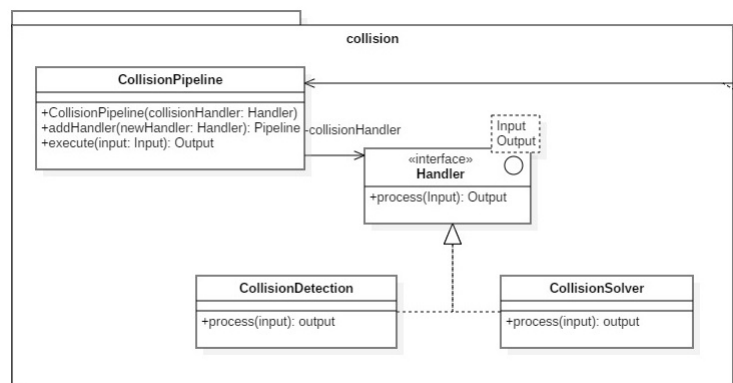 collision
CollisionPipeline
+CollisionPipeline(collisionHandler: Handler)
+addHandler(newHandler: Handler): Pipeline
+execute(input: Input): Output
-collisionHandler
Input
Output
«interface»
Handler
+process(Input): Output
CollisionDetection
+process(input): output
CollisionSolver
+process(input): output